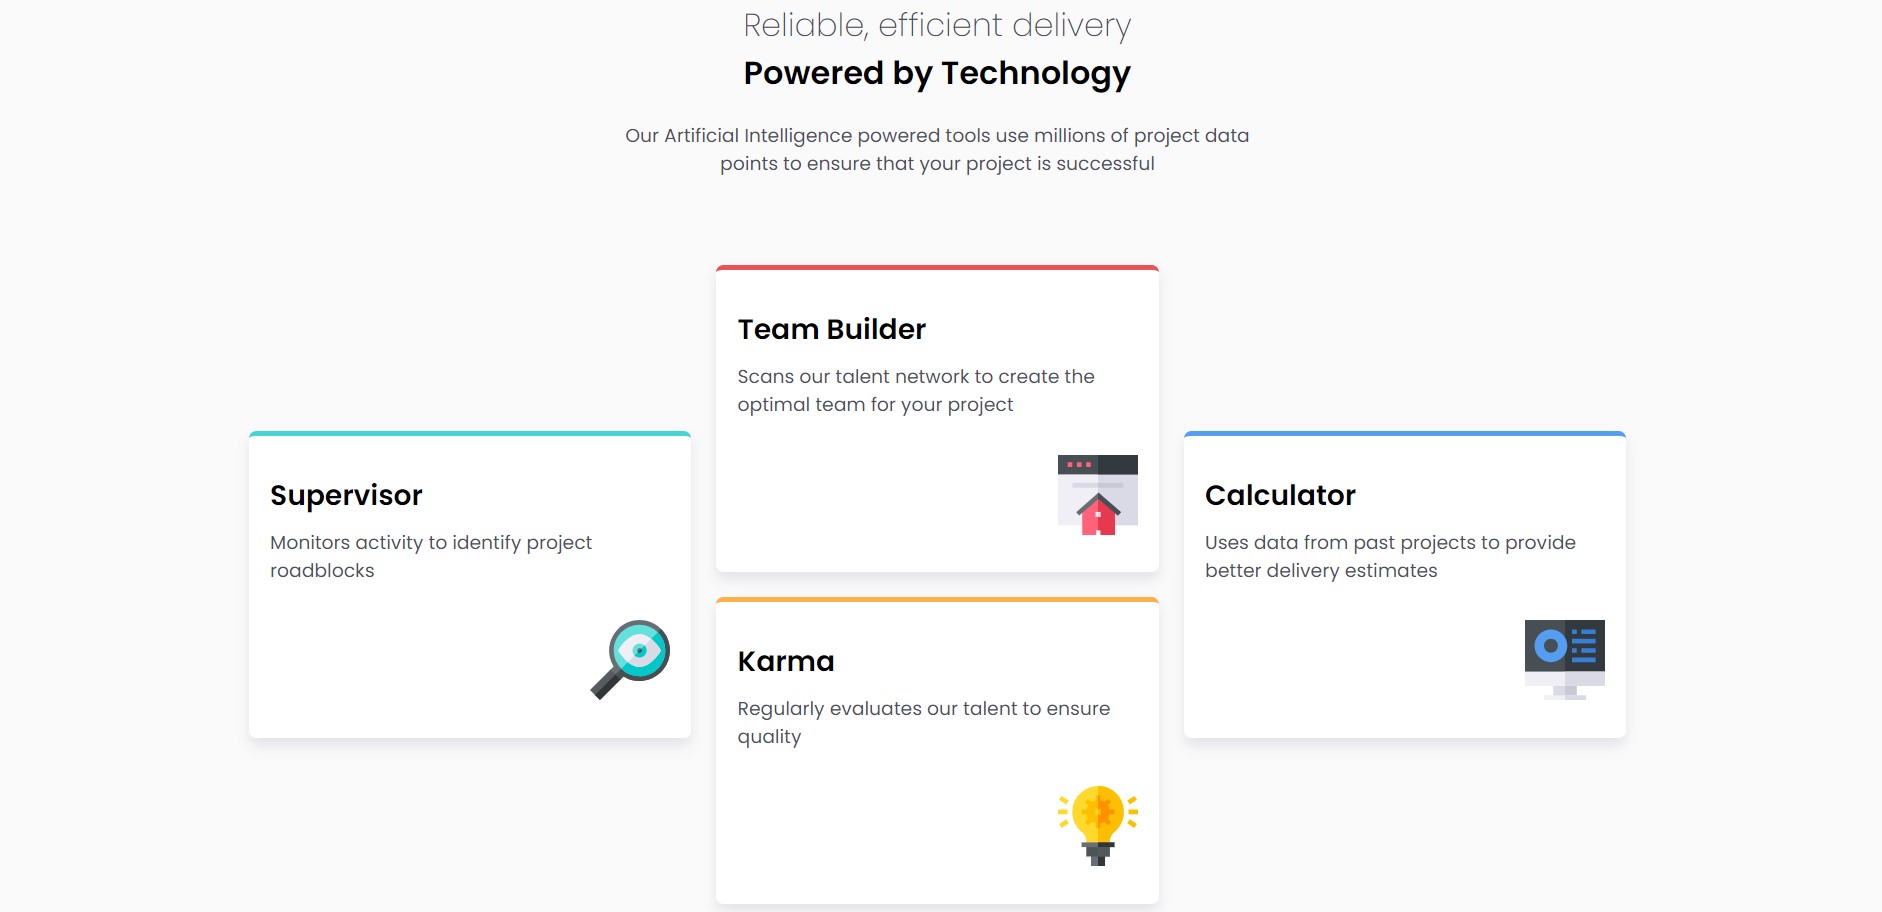 Reliable, efficient delivery
Powered by Technology
Our Artificial Intelligence powered tools use millions of project data
points to ensure that your project is successful
Team Builder
Scans our talent network to create the
optimal team for your project
Supervisor
Monitors activity to identify project
roadblocks
Calculator
Uses data from past projects to provide
better delivery estimates
Karma
Regularly evaluates our talent to ensure
quality